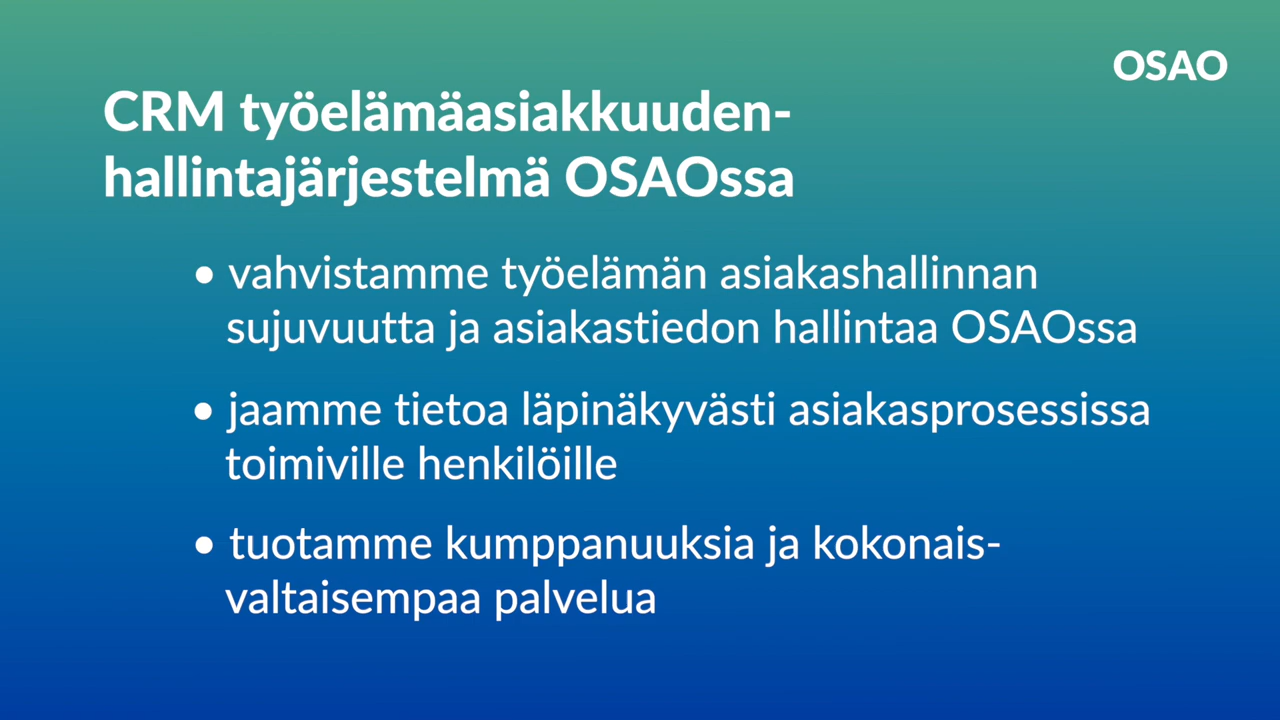 OSAO
CRM työelämäasiakkuuden-
hallintajärjestelmä OSAOssa
• vahvistamme työelämän asiakashallinnan
sujuvuutta ja asiakastiedon hallintaa OSAOssa
• jaamme tietoa läpinäkyvästi asiakasprosessissa
toimiville henkilöille
• tuotamme kumppanuuksia ja kokonais-
valtaisempaa palvelua